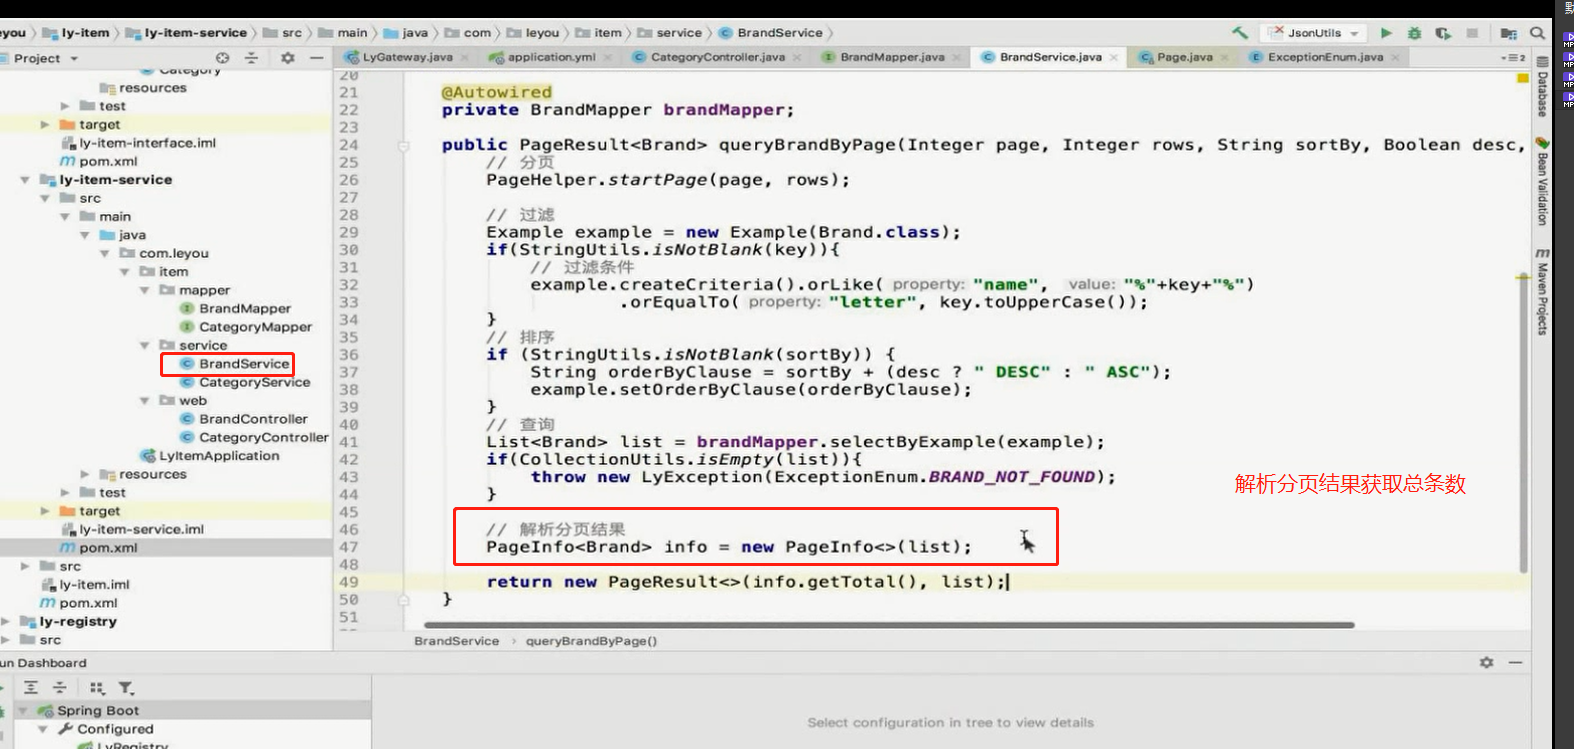 eyou ly-item ly-item-service src main java com leyou item service BrandService JsonUtils
Project LyGateway.java application.yml CategoryController.java BrandMapper.java BrandService.java Page.java ExceptionEnum.java 2
Category
resources
test
target
ly-item-interface.iml
pom.xml
ly-item-service
src
main
java
com.leyou
item
mapper
BrandMapper
CategoryMapper
service
BrandService
CategoryService
web
BrandController
CategoryController
LyItemApplication
resources
test
target
ly-item-service.iml
pom.xml
src
ly-item.iml
pom.xml
ly-registry
src
20
21 @Autowired
22 private BrandMapper brandMapper;
23
24 public PageResult<Brand> queryBrandByPage(Integer page, Integer rows, String sortBy, Boolean desc,
25 // 分页
26 PageHelper.startPage(page, rows);
27
28 // 过滤
29 Example example = new Example(Brand.class);
30 if(StringUtils.isNotBlank(key)){
31 // 过滤条件
32 example.createCriteria().orLike( property: "name", value: "%"+key+"%")
33 .orEqualTo( property: "letter", key.toUpperCase());
34 }
35 // 排序
36 if (StringUtils.isNotBlank(sortBy)) {
37 String orderByClause = sortBy + (desc ? " DESC" : " ASC");
38 example.setOrderByClause(orderByClause);
39 }
40 // 查询
41 List<Brand> list = brandMapper.selectByExample(example);
42 if(CollectionUtils.isEmpty(list)){
43 throw new LyException(ExceptionEnum.BRAND_NOT_FOUND);
44 }
45
46 // 解析分页结果
47 PageInfo<Brand> info = new PageInfo<>(list);
48
49 return new PageResult<>(info.getTotal(), list);
50 }
51
解析分页结果获取总条数
BrandService queryBrandByPage()
Database
Bean Validation
Maven Projects
un Dashboard
Spring Boot
Configured
LyRegistry
Select configuration in tree to view details